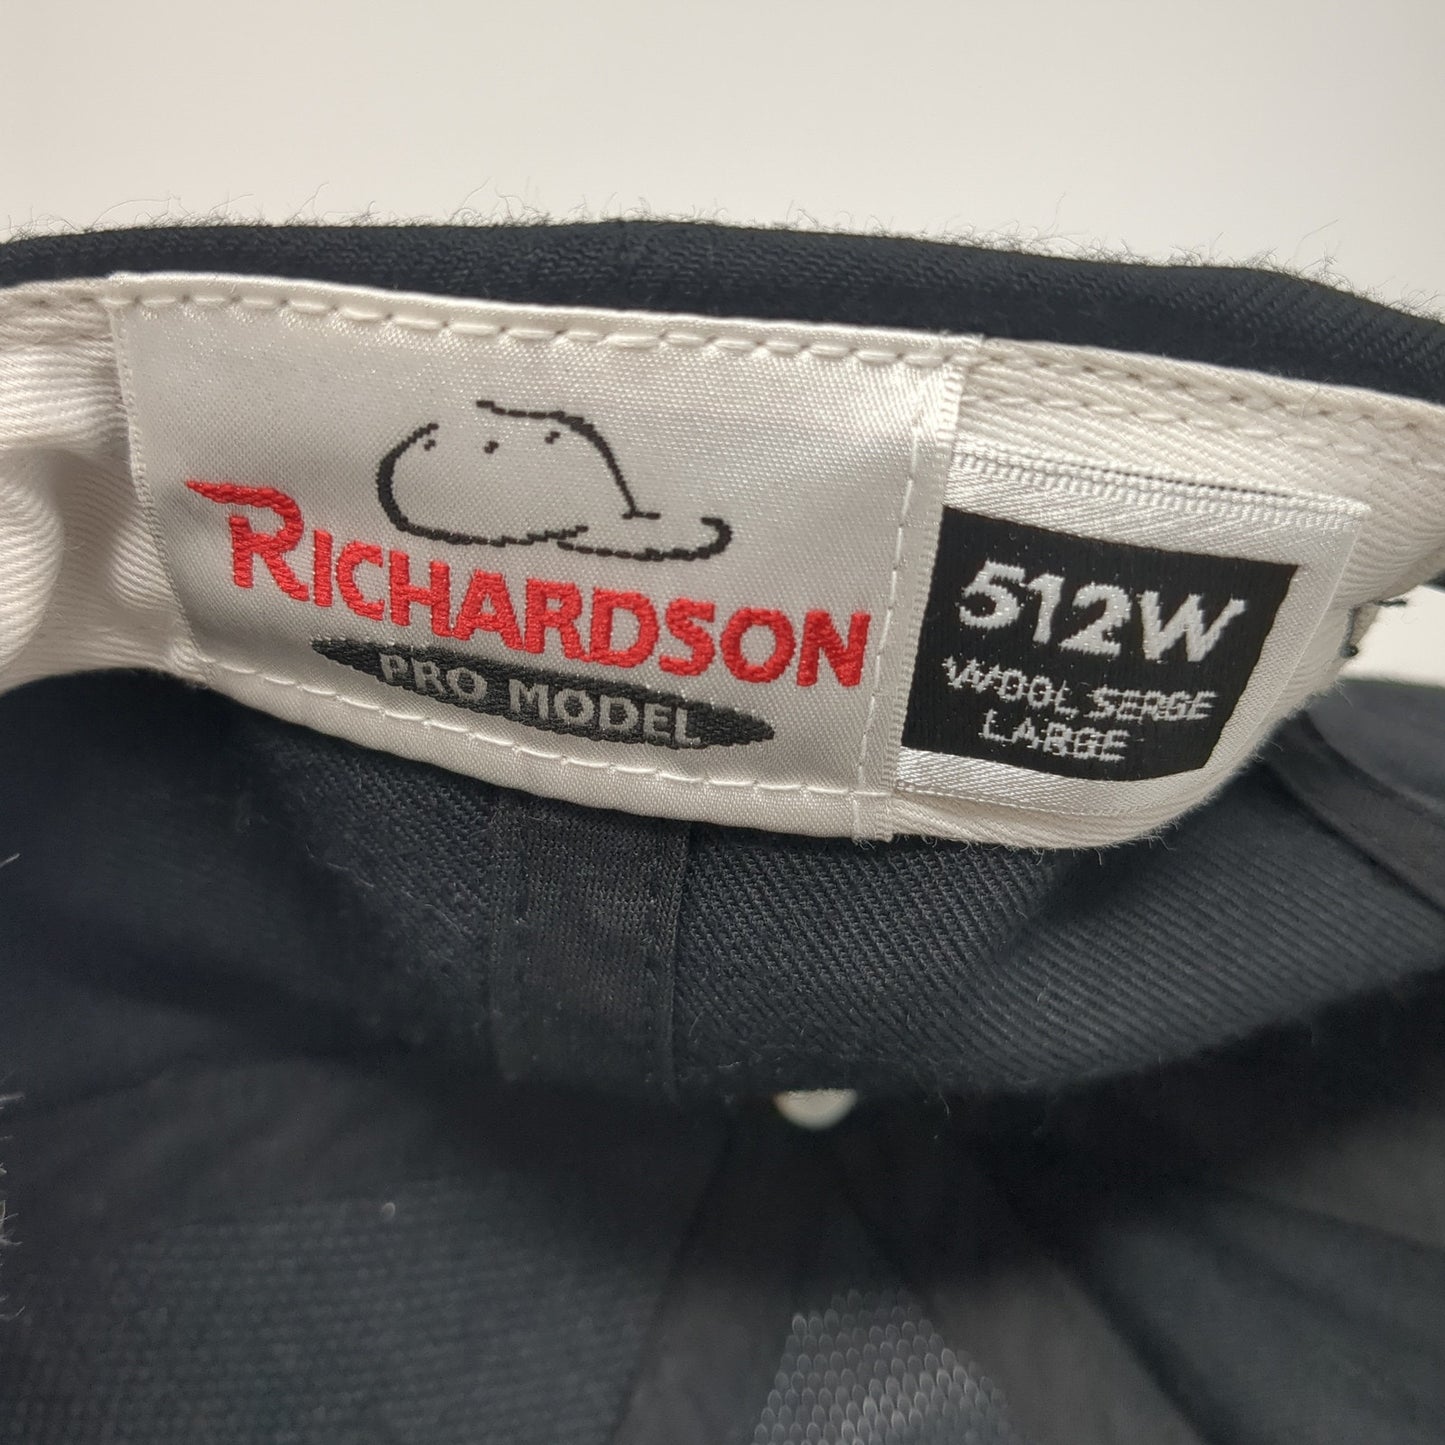 RICHARDSON
PRO MODEL
512W
WOOL SERGE
LARGE